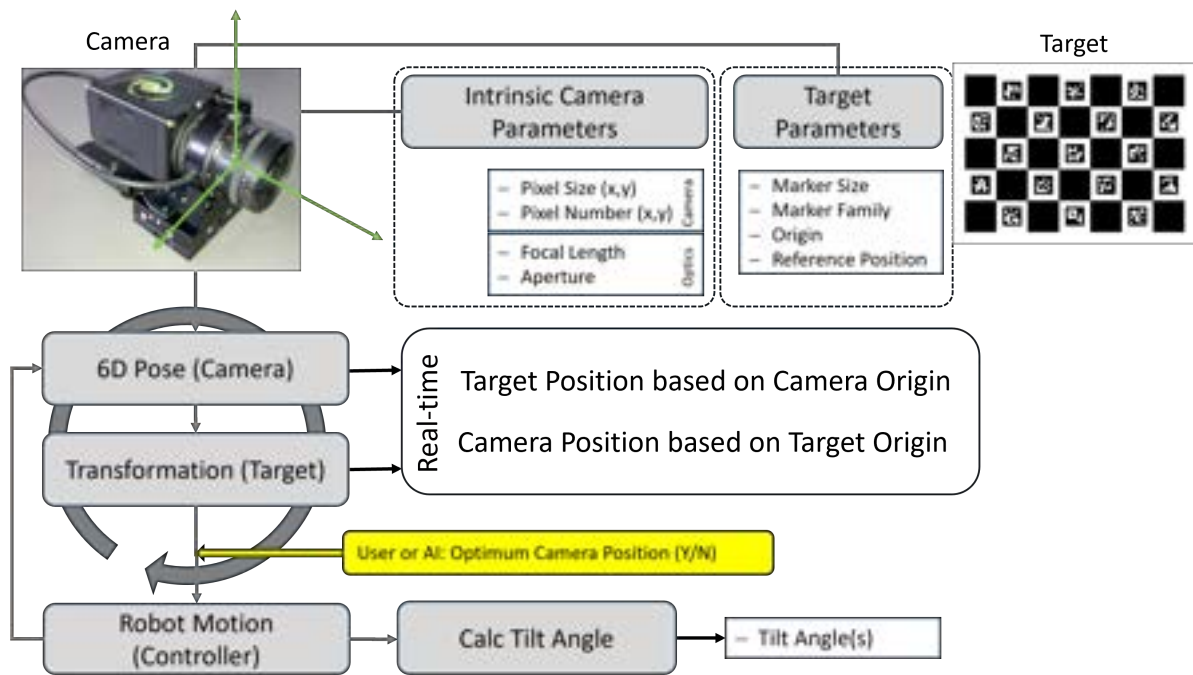 Camera
Target
Intrinsic Camera
Parameters
Target
Parameters
– Pixel Size (x,y)
– Pixel Number (x,y)
Camera
– Focal Length
– Aperture
Optics
– Marker Size
– Marker Family
– Origin
– Reference Position
6D Pose (Camera)
Transformation (Target)
Real-time
Target Position based on Camera Origin
Camera Position based on Target Origin
User or AI: Optimum Camera Position (Y/N)
Robot Motion
(Controller)
Calc Tilt Angle
– Tilt Angle(s)